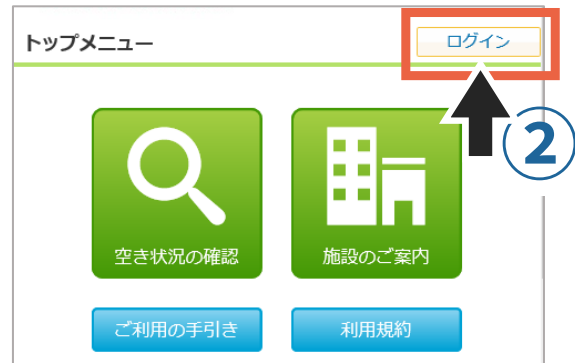 トップメニュー
ログイン
②
空き状況の確認
施設のご案内
ご利用の手引き
利用規約